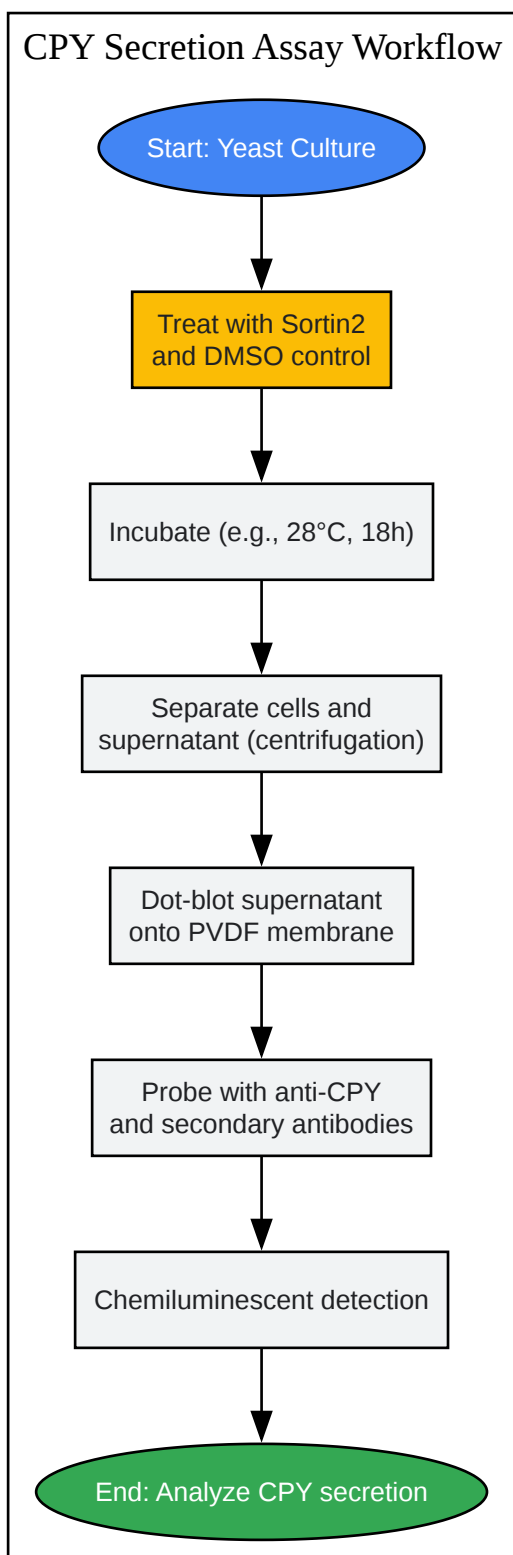 CPY Secretion Assay Workflow
Start: Yeast Culture
Treat with Sortin2
and DMSO control
Incubate (e.g., 28°C, 18h)
Separate cells and
supernatant (centrifugation)
Dot-blot supernatant
onto PVDF membrane
Probe with anti-CPY
and secondary antibodies
Chemiluminescent detection
End: Analyze CPY secretion